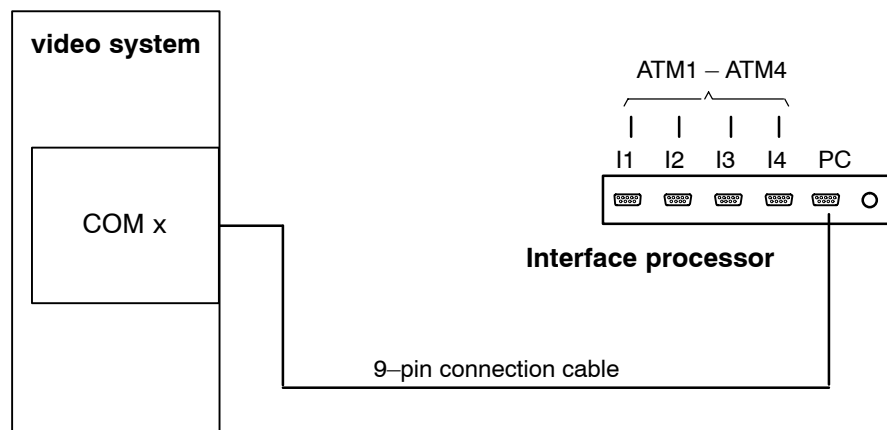 video system
COM x
ATM1 – ATM4
I1 I2 I3 I4 PC
Interface processor
9–pin connection cable